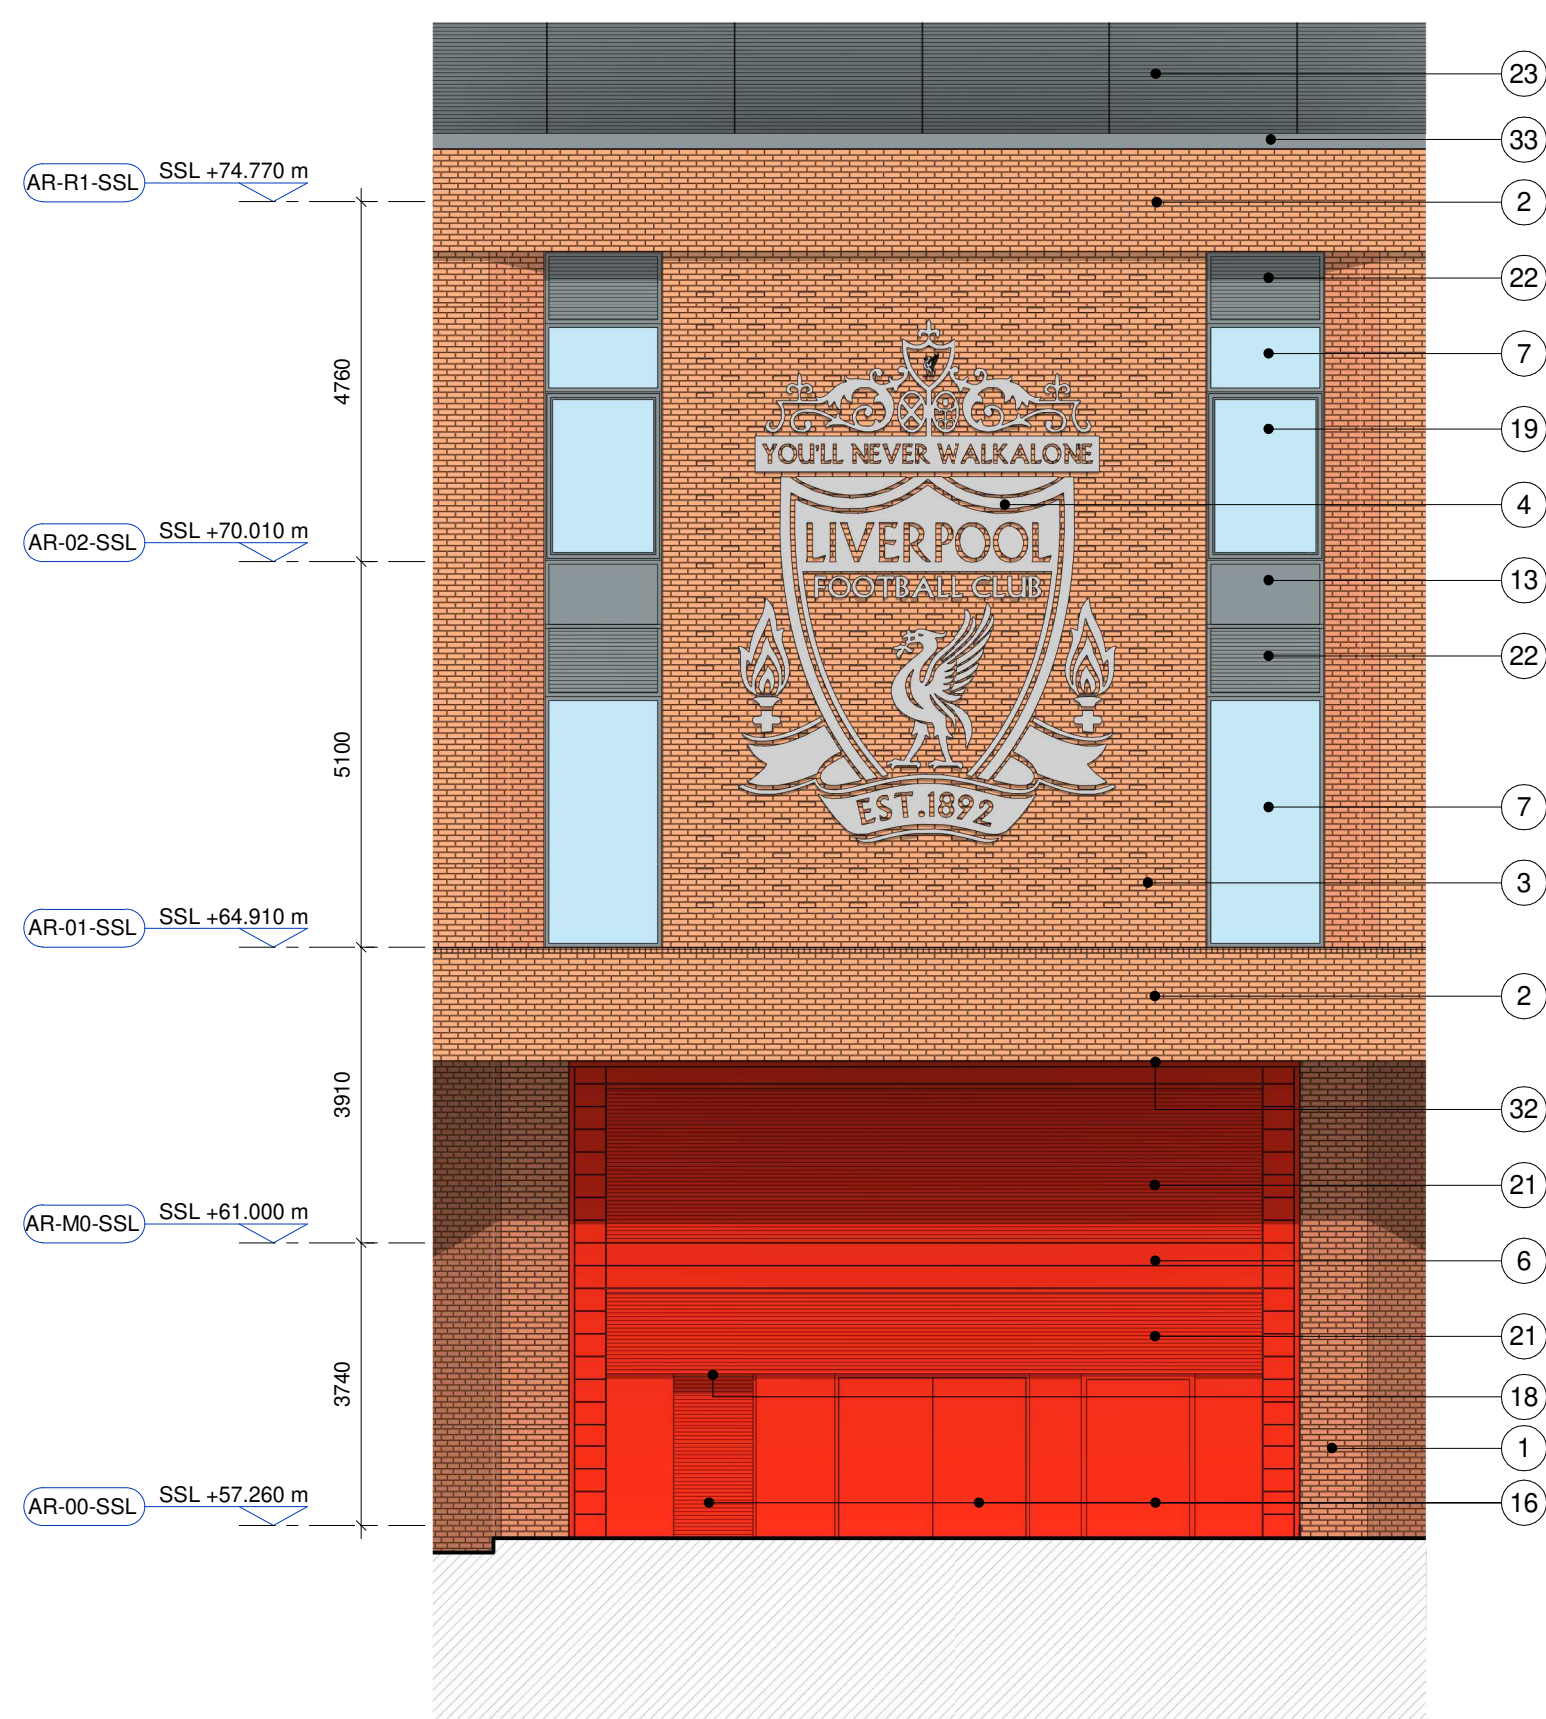 23
33
AR-R1-SSL SSL +74.770 m
2
22
7
4760
19
YOU'LL NEVER WALK ALONE
4
AR-02-SSL SSL +70.010 m
LIVERPOOL
FOOTBALL CLUB
13
22
5100
7
EST.1892
3
AR-01-SSL SSL +64.910 m
2
3910
32
21
AR-M0-SSL SSL +61.000 m
6
21
3740
18
1
AR-00-SSL SSL +57.260 m
16